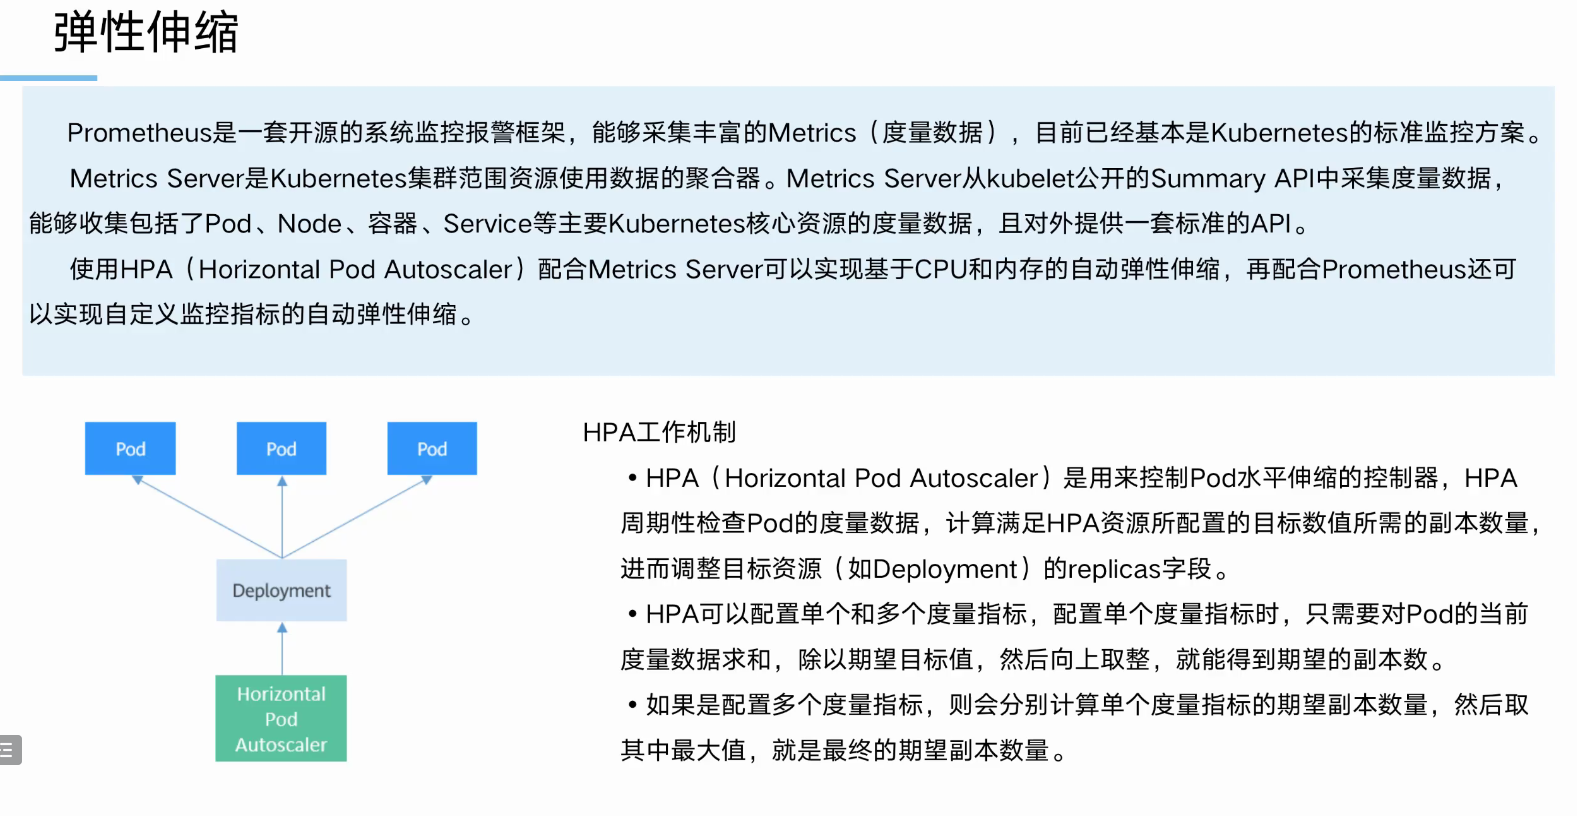 弹性伸缩
Prometheus是一套开源的系统监控报警框架，能够采集丰富的Metrics（度量数据），目前已经基本是Kubernetes的标准监控方案。
Metrics Server是Kubernetes集群范围资源使用数据的聚合器。Metrics Server从kubelet公开的Summary API中采集度量数据，
能够收集包括了Pod、Node、容器、Service等主要Kubernetes核心资源的度量数据，且对外提供一套标准的API。
使用HPA（Horizontal Pod Autoscaler）配合Metrics Server可以实现基于CPU和内存的自动弹性伸缩，再配合Prometheus还可
以实现自定义监控指标的自动弹性伸缩。
Pod
Pod
Pod
Deployment
Horizontal
Pod
Autoscaler
HPA工作机制
•HPA（Horizontal Pod Autoscaler）是用来控制Pod水平伸缩的控制器，HPA
周期性检查Pod的度量数据，计算满足HPA资源所配置的目标数值所需的副本数量，
进而调整目标资源（如Deployment）的replicas字段。
•HPA可以配置单个和多个度量指标，配置单个度量指标时，只需要对Pod的当前
度量数据求和，除以期望目标值，然后向上取整，就能得到期望的副本数。
•如果是配置多个度量指标，则会分别计算单个度量指标的期望副本数量，然后取
其中最大值，就是最终的期望副本数量。